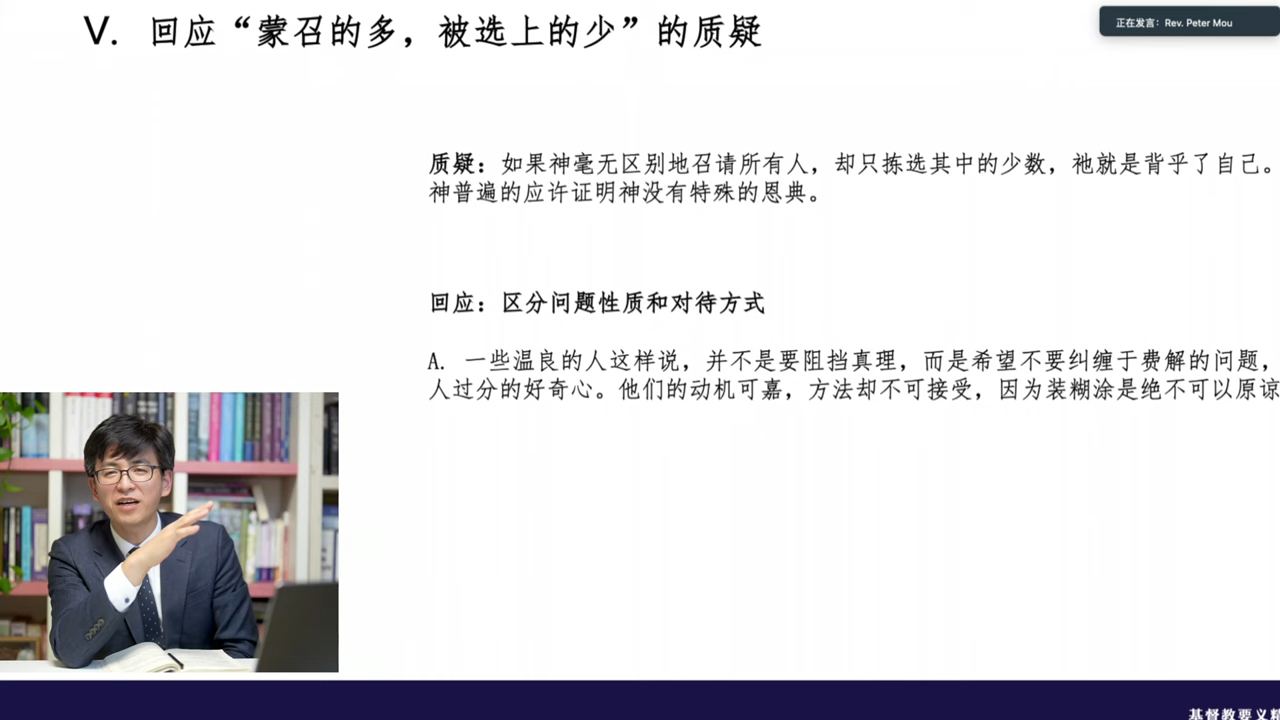 V. 回应“蒙召的多，被选上的少”的质疑
正在发言：Rev. Peter Mou
质疑：如果神毫无区别地召请所有人，却只拣选其中的少数，祂就是背乎了自己。
神普遍的应许证明神没有特殊的恩典。
回应：区分问题性质和对待方式
A. 一些温良的人这样说，并不是要阻挡真理，而是希望不要纠缠于费解的问题，
人过分的好奇心。他们的动机可嘉，方法却不可接受，因为装糊涂是绝不可以原谅
基督教要义